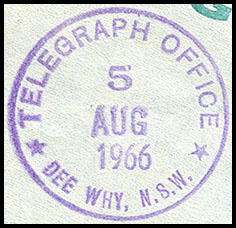 TELEGRAPH OFFICE
5
AUG
1966
DEE WHY, N.S.W.